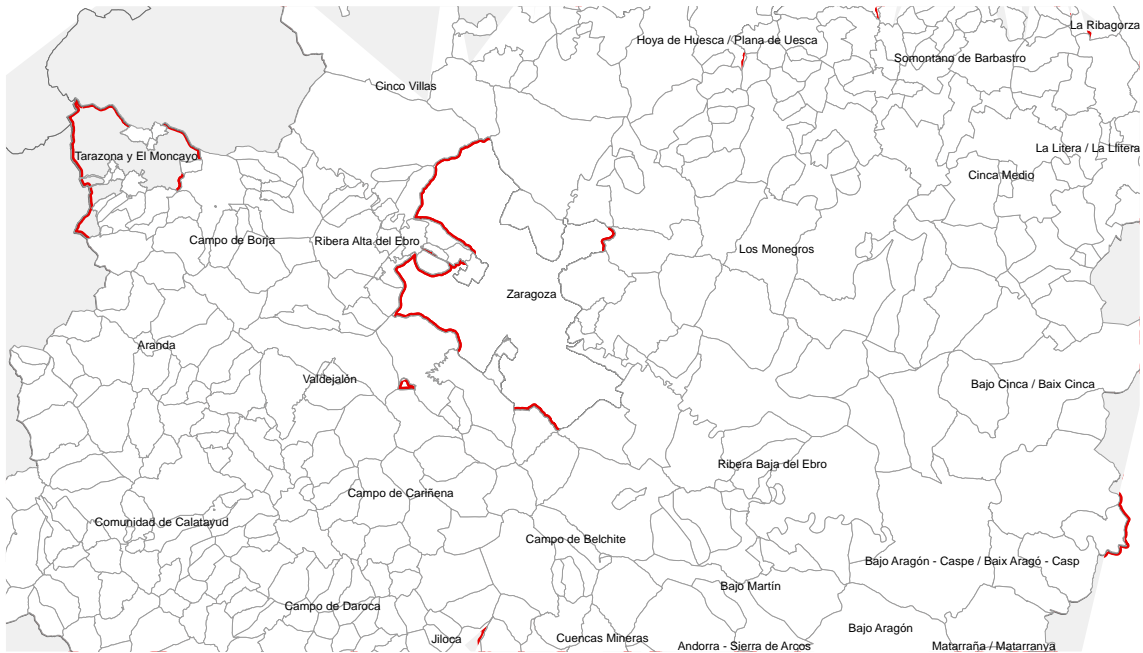 La Ribagorza
Hoya de Huesca / Plana de Uesca
Somontano de Barbastro
Cinco Villas
La Litera / La Llitera
Tarazona y El Moncayo
Cinca Medio
Campo de Borja
Ribera Alta del Ebro
Los Monegros
Zaragoza
Aranda
Valdejalón
Bajo Cinca / Baix Cinca
Ribera Baja del Ebro
Campo de Cariñena
Comunidad de Calatayud
Campo de Belchite
Bajo Aragón - Caspe / Baix Aragó - Casp
Bajo Martín
Campo de Daroca
Bajo Aragón
Jiloca
Cuencas Mineras
Andorra - Sierra de Arcos
Matarraña / Matarranya